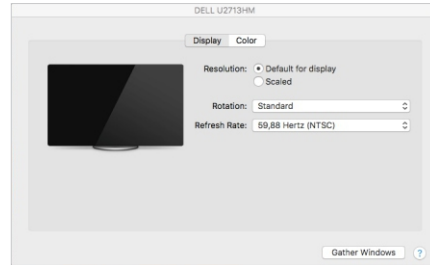 DELL U2713HM
Display Color
Resolution: Default for display
Scaled
Rotation: Standard
Refresh Rate: 59,88 Hertz (NTSC)
Gather Windows ?